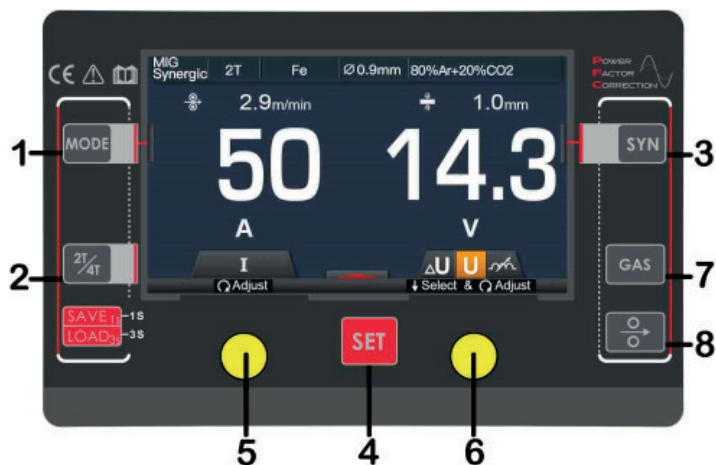 CE
MIG Synergic 2T Fe Ø0.9mm 80%Ar+20%CO2
POWER
FACTOR
CORRECTION
2.9m/min 1.0mm
1 MODE 50 14.3 SYN 3
A V
2 2T/4T I ΔU U GAS 7
Adjust Select & Adjust
SAVE 1s -1S
LOAD 3s -3S
SET
8
5 4 6